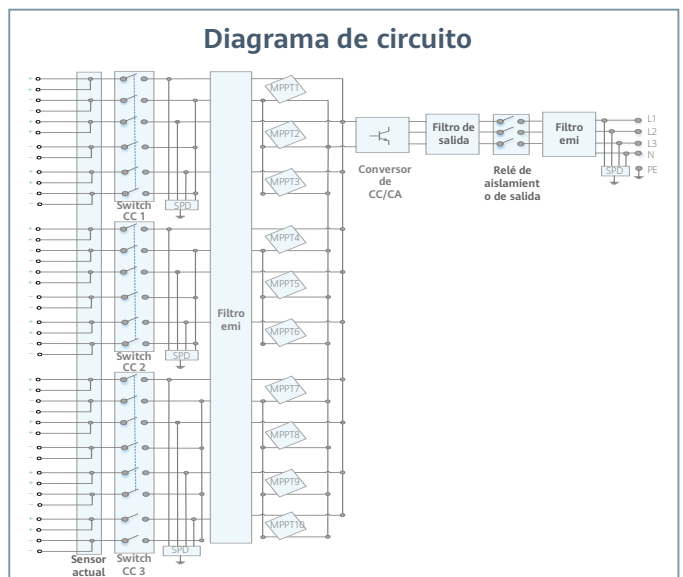 Diagrama de circuito
MPPT1
MPPT2
MPPT3
Switch
CC 1
SPD
MPPT4
MPPT5
MPPT6
Switch
CC 2
SPD
Filtro
emi
MPPT7
MPPT8
MPPT9
MPPT10
Sensor
actual
Switch
CC 3
SPD
Conversor
de
CC/CA
Filtro de
salida
Relé de
aislamient
o de salida
Filtro
emi
L1
L2
L3
N
SPD
PE